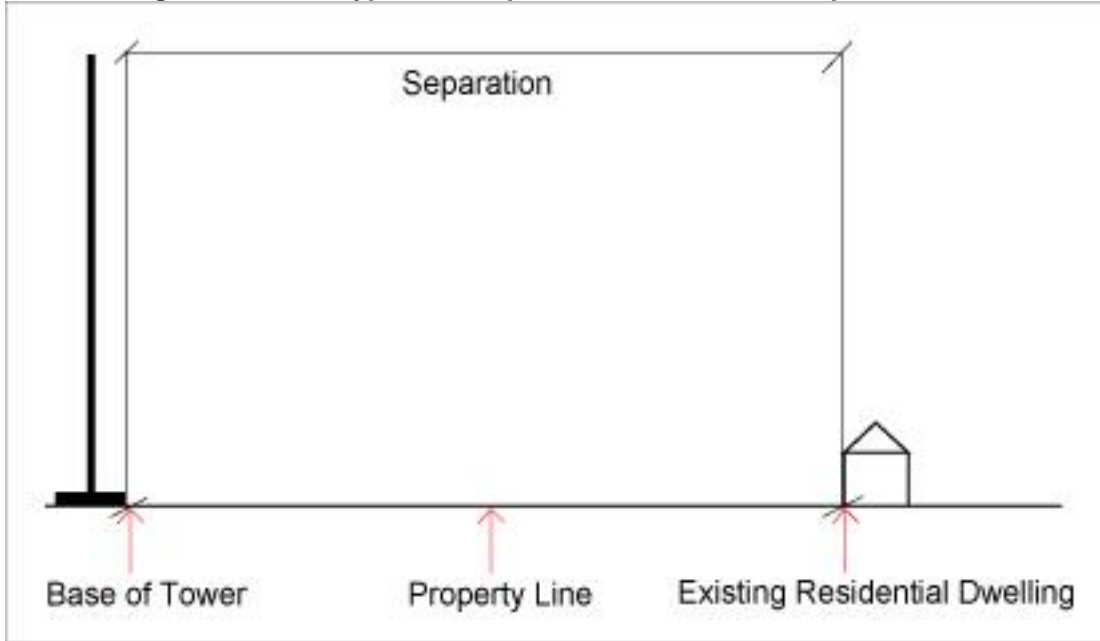 Separation
Base of Tower
Property Line
Existing Residential Dwelling